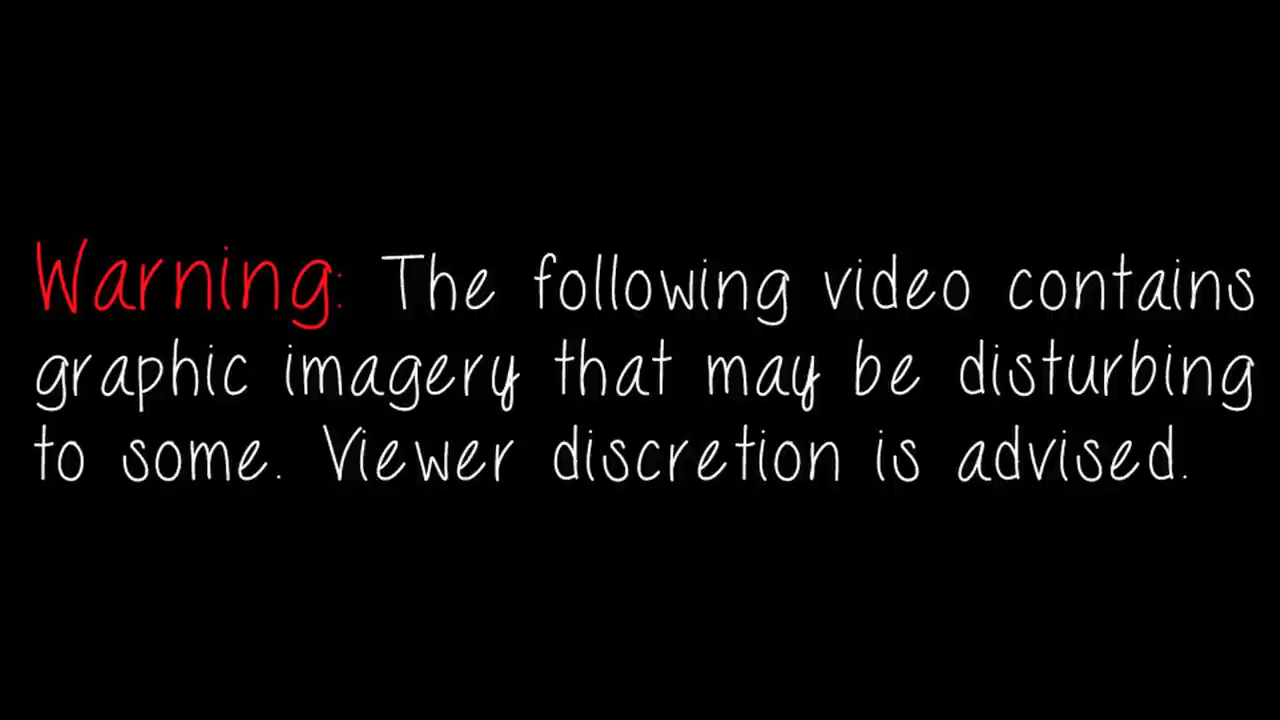 Warning: The following video contains
graphic imagery that may be disturbing
to some. Viewer discretion is advised.